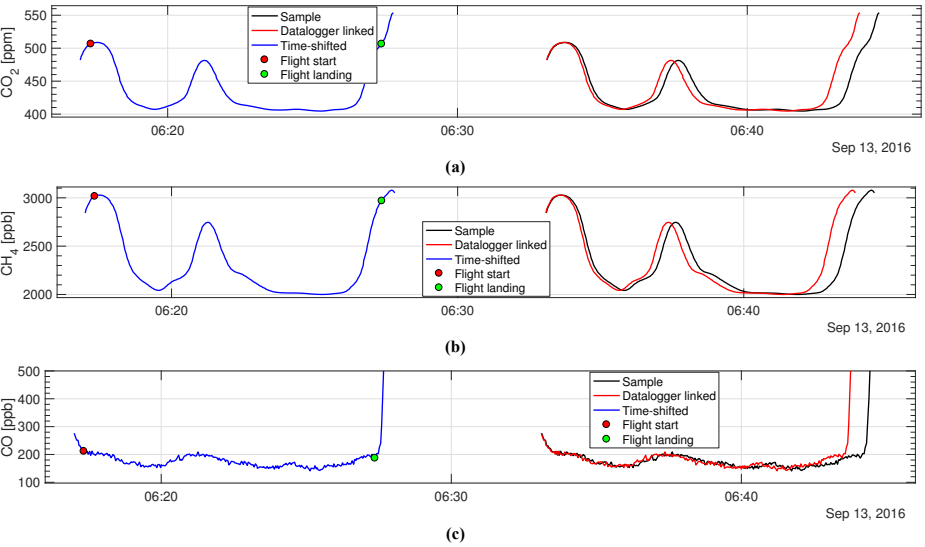 CO2 [ppm]
550
500
450
400
Sample
Datalogger linked
Time-shifted
Flight start
Flight landing
06:20
06:30
06:40
Sep 13, 2016
(a)
CH4 [ppb]
3000
2500
2000
Sample
Datalogger linked
Time-shifted
Flight start
Flight landing
06:20
06:30
06:40
Sep 13, 2016
(b)
CO [ppb]
500
400
300
200
100
Sample
Datalogger linked
Time-shifted
Flight start
Flight landing
06:20
06:30
06:40
Sep 13, 2016
(c)